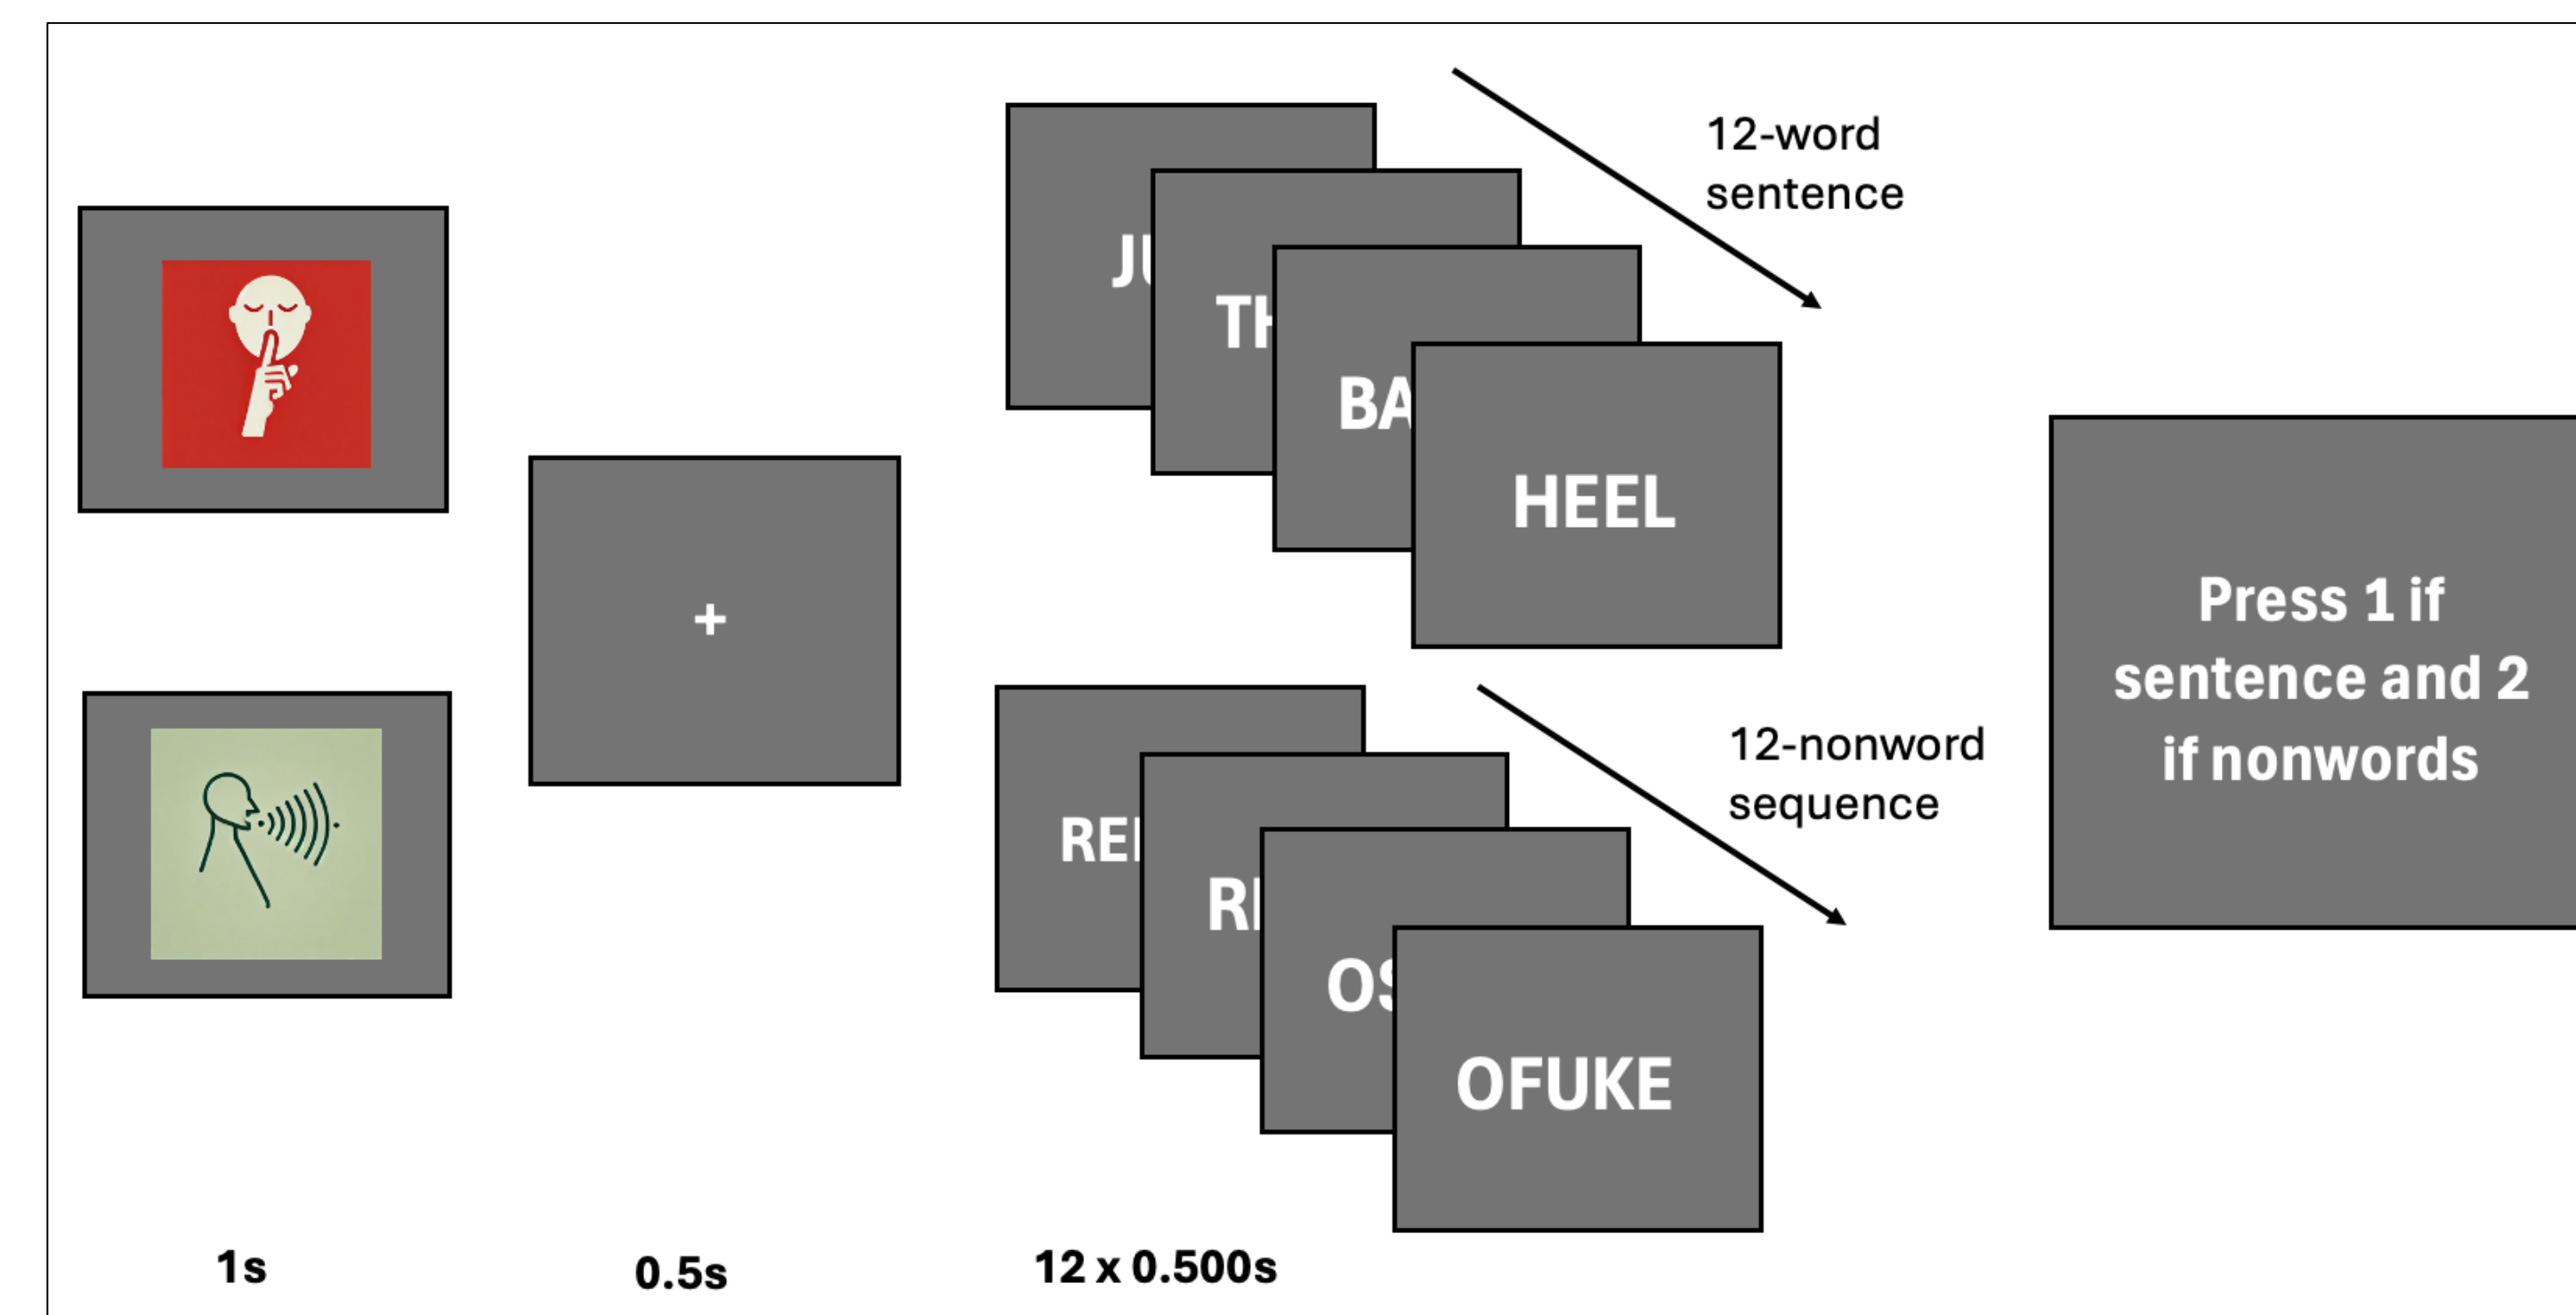 12-word
sentence
HEEL
+
Press 1 if
sentence and 2
if nonwords
12-nonword
sequence
OFUKE
1s
0.5s
12 x 0.500s